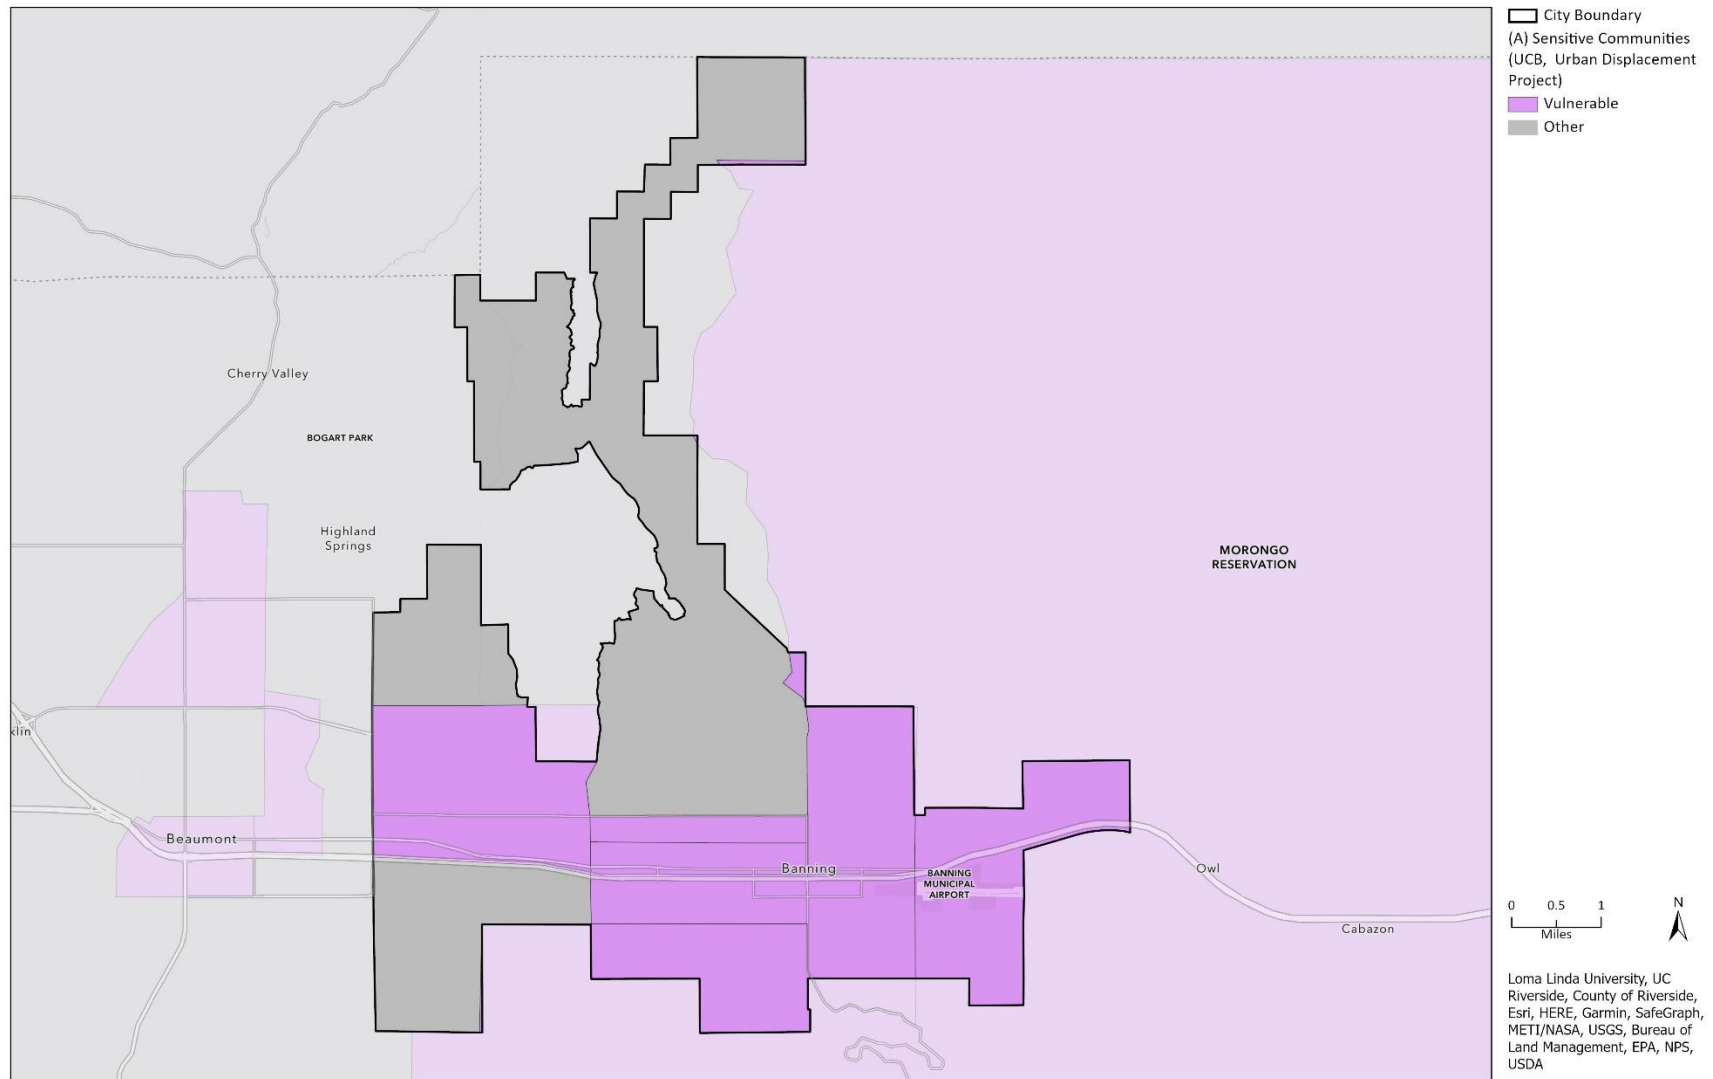 City Boundary
(A) Sensitive Communities
(UCB, Urban Displacement
Project)
Vulnerable
Other
Cherry Valley
BOGART PARK
Highland
Springs
MORONGO
RESERVATION
klin
Beaumont
Banning
BANNING
MUNICIPAL
AIRPORT
Owl
Cabazon
0 0.5 1
Miles
N
Loma Linda University, UC
Riverside, County of Riverside,
Esri, HERE, Garmin, SafeGraph,
METI/NASA, USGS, Bureau of
Land Management, EPA, NPS,
USDA